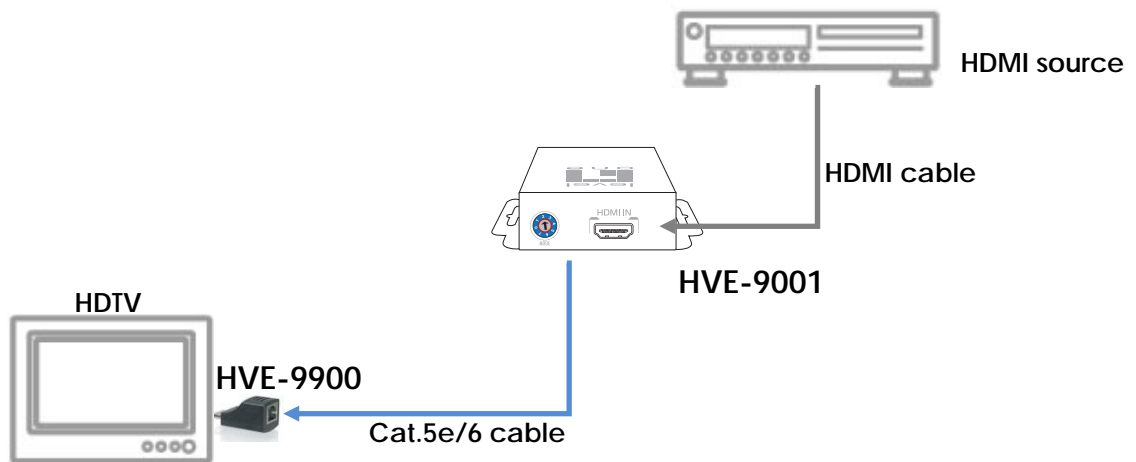 HDMI source
HDMI cable
HDMI IN
HVE-9001
HDTV
HVE-9900
Cat.5e/6 cable